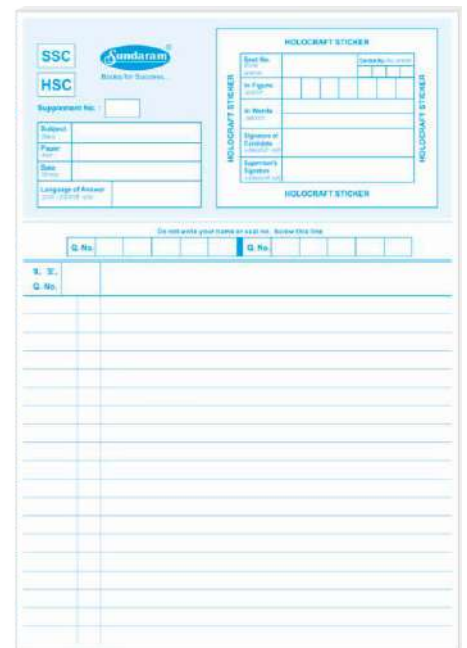 SSC
HSC
Sundaram
Books for Success...
Supplement No. :
Subject
Paper
Date
Language of Answer
HOLOCRAFT STICKER
HOLOCRAFT STICKER
Seat No.
In Figure
In Words
Signature of
Candidate
Supervisor's
Signature
HOLOCRAFT STICKER
HOLOCRAFT STICKER
Do not write your name or seat no. below this line
Q. No.
Q. No.
प्र. क्र.
Q. No.